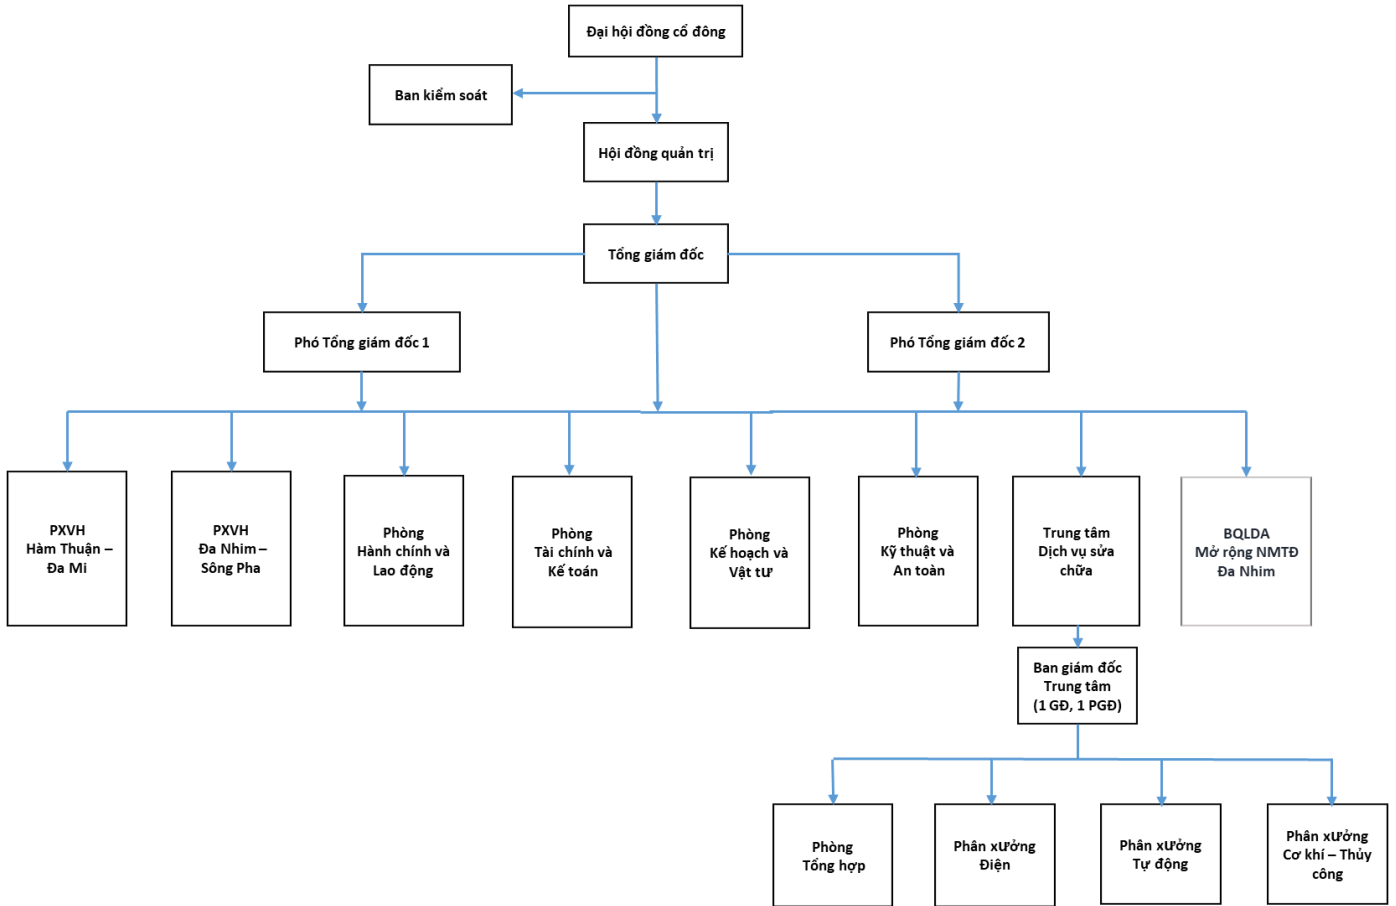 Đại hội đồng cổ đông
Ban kiểm soát
Hội đồng quản trị
Tổng giám đốc
Phó Tổng giám đốc 1
Phó Tổng giám đốc 2
PXVH
Hàm Thuận –
Đa Mi
PXVH
Đa Nhim –
Sông Pha
Phòng
Hành chính và
Lao động
Phòng
Tài chính và
Kế toán
Phòng
Kế hoạch và
Vật tư
Phòng
Kỹ thuật và
An toàn
Trung tâm
Dịch vụ sửa
chữa
BQLDA
Mở rộng NMTĐ
Đa Nhim
Ban giám đốc
Trung tâm
(1 GĐ, 1 PGĐ)
Phòng
Tổng hợp
Phân xưởng
Điện
Phân xưởng
Tự động
Phân xưởng
Cơ khí – Thủy
công